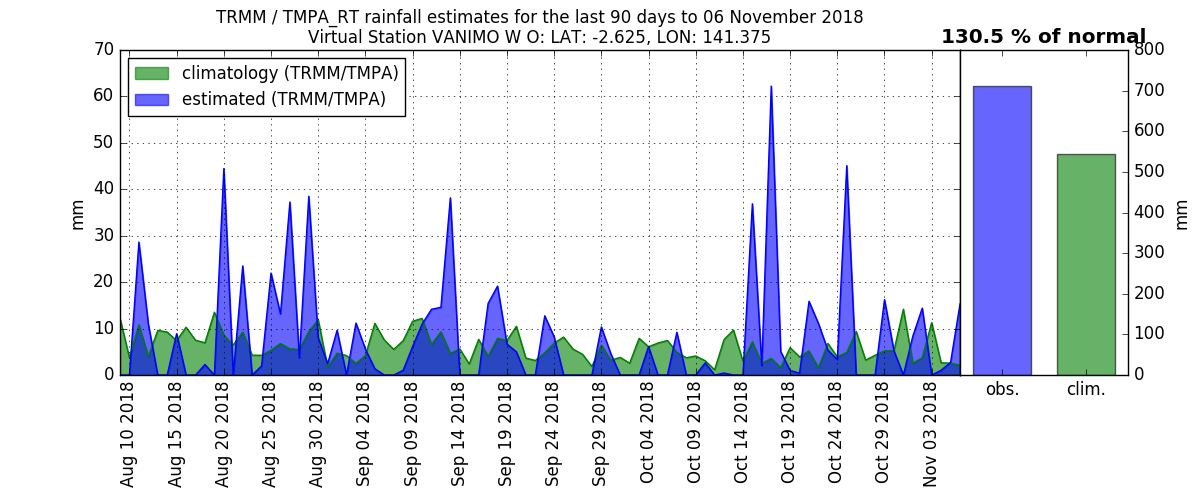 TRMM / TMPA_RT rainfall estimates for the last 90 days to 06 November 2018
Virtual Station VANIMO W O: LAT: -2.625, LON: 141.375
130.5 % of normal
climatology (TRMM/TMPA)
estimated (TRMM/TMPA)
70
60
50
40
30
20
10
0
mm
Aug 10 2018
Aug 15 2018
Aug 20 2018
Aug 25 2018
Aug 30 2018
Sep 04 2018
Sep 09 2018
Sep 14 2018
Sep 19 2018
Sep 24 2018
Sep 29 2018
Oct 04 2018
Oct 09 2018
Oct 14 2018
Oct 19 2018
Oct 24 2018
Oct 29 2018
Nov 03 2018
obs.
clim.
800
700
600
500
400
300
200
100
0
mm